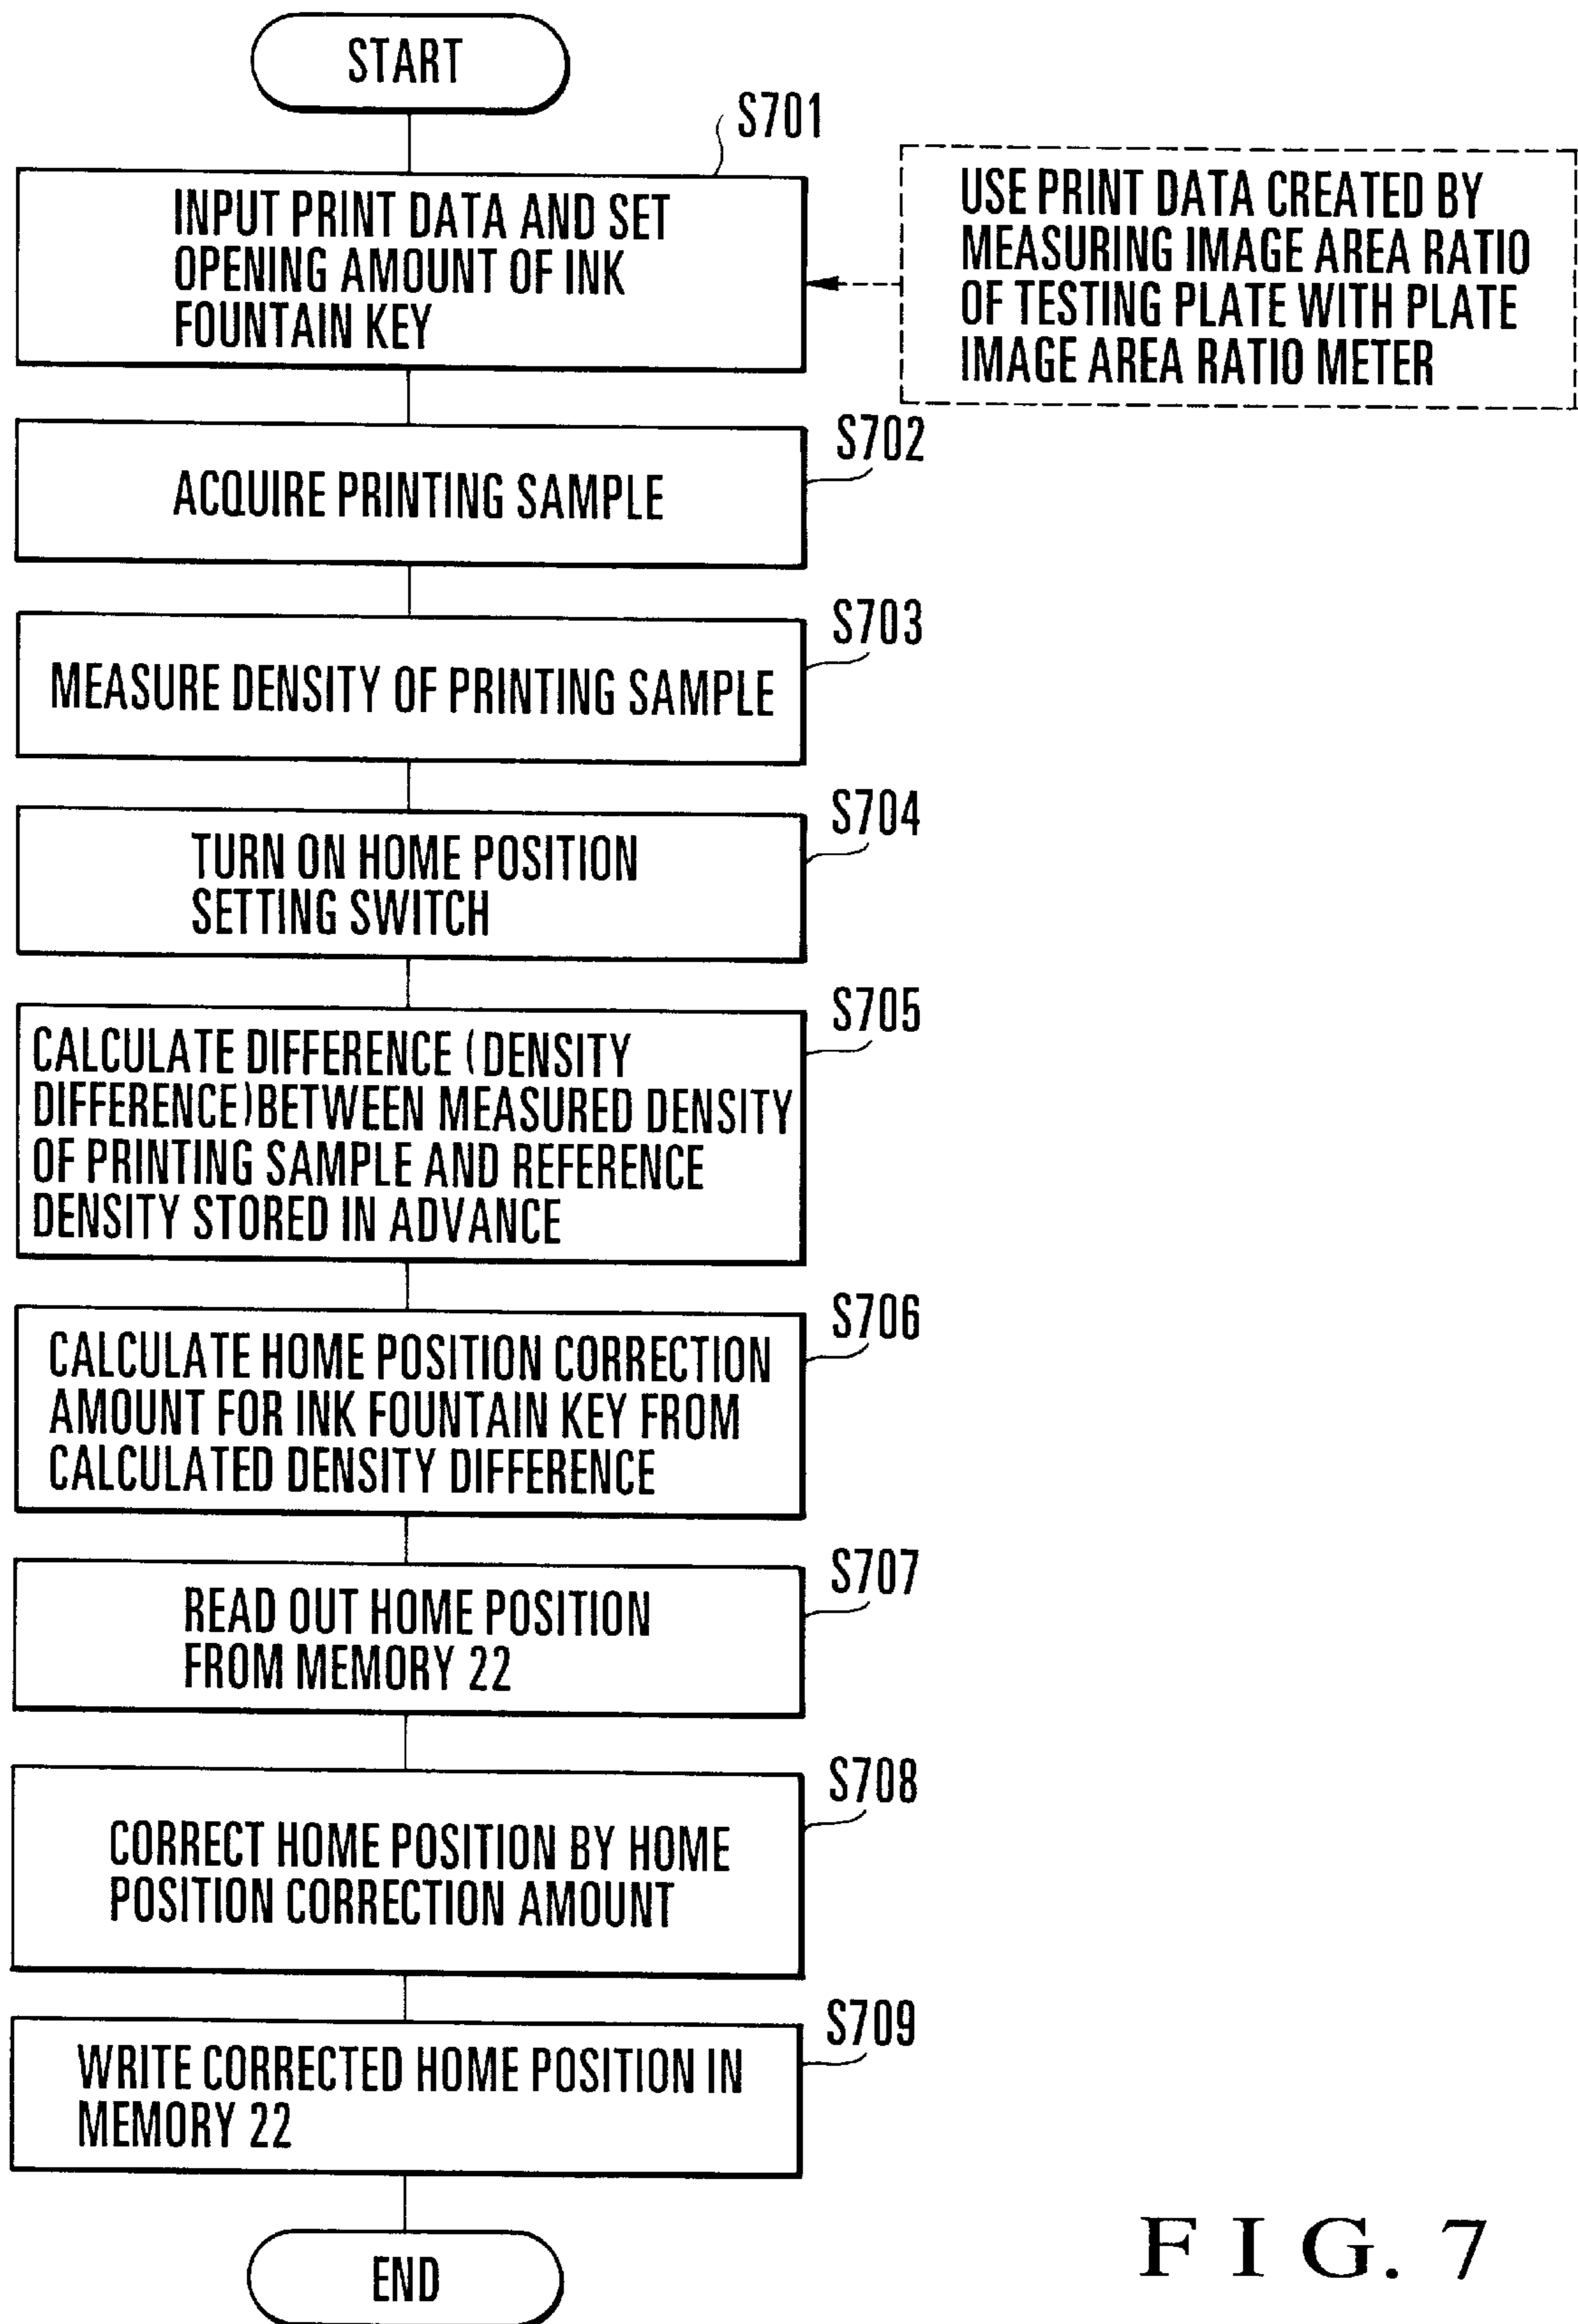 START
S701
INPUT PRINT DATA AND SET
OPENING AMOUNT OF INK
FOUNTAIN KEY
USE PRINT DATA CREATED BY
MEASURING IMAGE AREA RATIO
OF TESTING PLATE WITH PLATE
IMAGE AREA RATIO METER
S702
ACQUIRE PRINTING SAMPLE
S703
MEASURE DENSITY OF PRINTING SAMPLE
S704
TURN ON HOME POSITION
SETTING SWITCH
S705
CALCULATE DIFFERENCE (DENSITY
DIFFERENCE)BETWEEN MEASURED DENSITY
OF PRINTING SAMPLE AND REFERENCE
DENSITY STORED IN ADVANCE
S706
CALCULATE HOME POSITION CORRECTION
AMOUNT FOR INK FOUNTAIN KEY FROM
CALCULATED DENSITY DIFFERENCE
S707
READ OUT HOME POSITION
FROM MEMORY 22
S708
CORRECT HOME POSITION BY HOME
POSITION CORRECTION AMOUNT
S709
WRITE CORRECTED HOME POSITION IN
MEMORY 22
END
FIG. 7